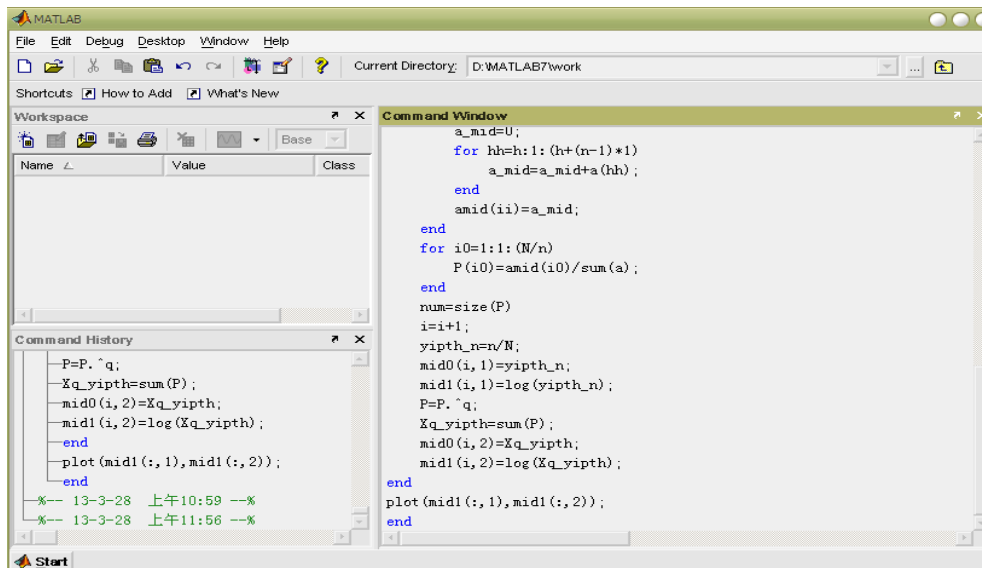 MATLAB
File Edit Debug Desktop Window Help
Current Directory: D:\MATLAB7\work
Shortcuts How to Add What's New
Workspace
Base
Name Value Class
Command History
P=P.^q;
Xq_yipth=sum(P);
mid0(i,2)=Xq_yipth;
mid1(i,2)=log(Xq_yipth);
end
plot(mid1(:,1),mid1(:,2));
end
%-- 13-3-28 上午10:59 --%
%-- 13-3-28 上午11:56 --%
Command Window
a_mid=0;
for hh=h:1:(h+(n-1)*1)
a_mid=a_mid+a(hh);
end
amid(ii)=a_mid;
end
for i0=1:1:(N/n)
P(i0)=amid(i0)/sum(a);
end
num=size(P)
i=i+1;
yipth_n=n/N;
mid0(i,1)=yipth_n;
mid1(i,1)=log(yipth_n);
P=P.^q;
Xq_yipth=sum(P);
mid0(i,2)=Xq_yipth;
mid1(i,2)=log(Xq_yipth);
end
plot(mid1(:,1),mid1(:,2));
end
Start